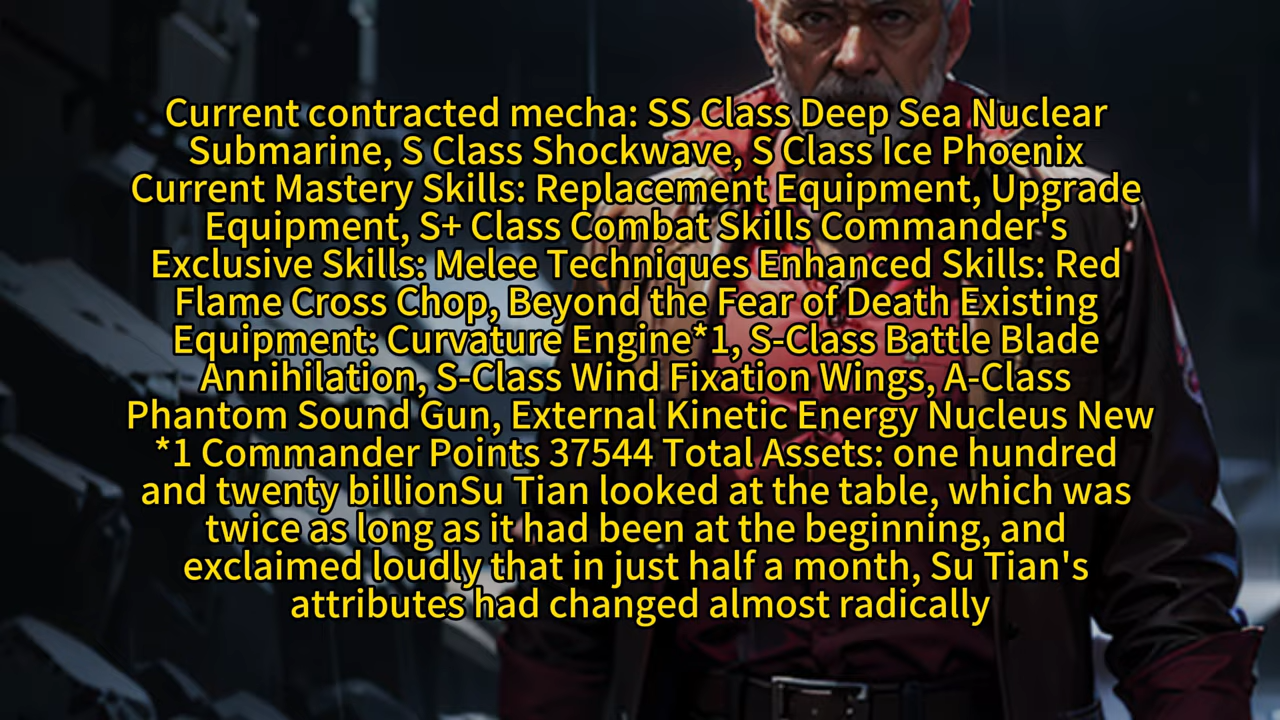 Current contracted mecha: SS Class Deep Sea Nuclear
Submarine, S Class Shockwave, S Class Ice Phoenix
Current Mastery Skills: Replacement Equipment, Upgrade
Equipment, S+ Class Combat Skills Commander's
Exclusive Skills: Melee Techniques Enhanced Skills: Red
Flame Cross Chop, Beyond the Fear of Death Existing
Equipment: Curvature Engine*1, S-Class Battle Blade
Annihilation, S-Class Wind Fixation Wings, A-Class
Phantom Sound Gun, External Kinetic Energy Nucleus New
*1 Commander Points 37544 Total Assets: one hundred
and twenty billionSu Tian looked at the table, which was
twice as long as it had been at the beginning, and
exclaimed loudly that in just half a month, Su Tian's
attributes had changed almost radically